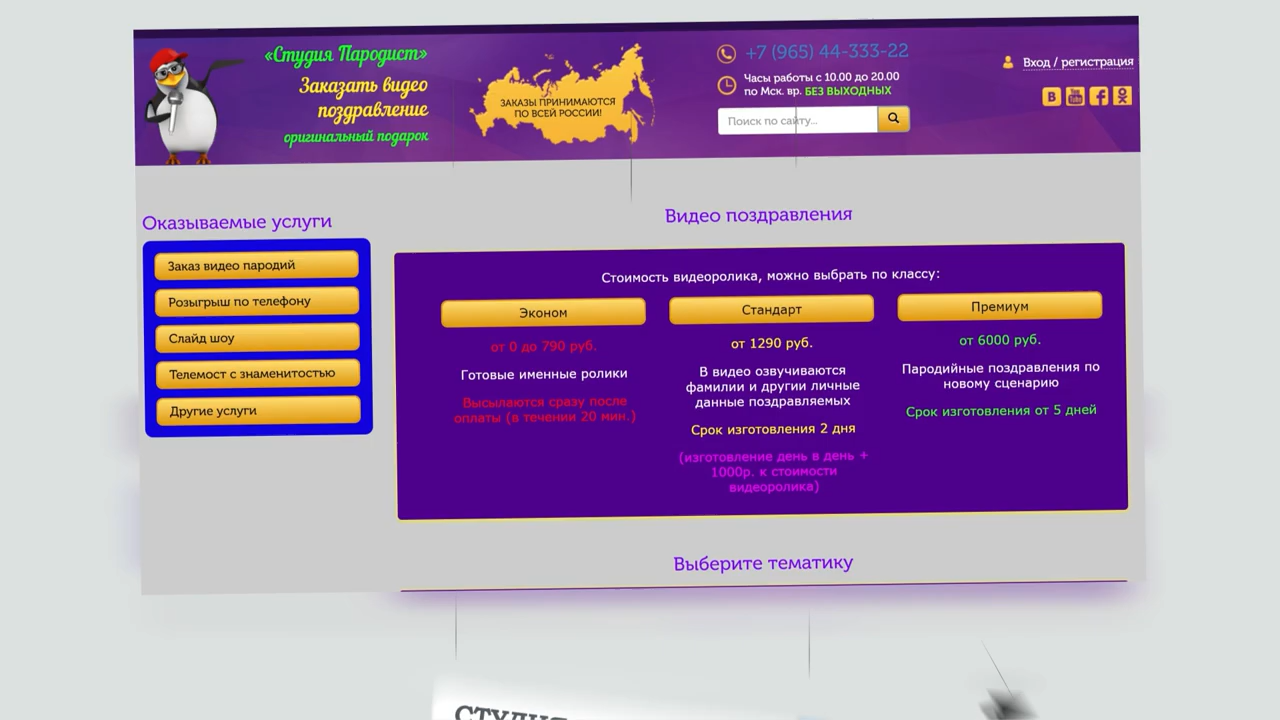 «Студия Пародист»
Заказать видео
поздравление
оригинальный подарок
ЗАКАЗЫ ПРИНИМАЮТСЯ
ПО ВСЕЙ РОССИИ!
+7 (965) 44-333-22
Часы работы с 10.00 до 20.00
по Мск. вр. БЕЗ ВЫХОДНЫХ
Поиск по сайту...
Вход / регистрация
Оказываемые услуги
Заказ видео пародий
Розыгрыш по телефону
Слайд шоу
Телемост с знаменитостью
Другие услуги
Видео поздравления
Стоимость видеоролика, можно выбрать по классу:
Эконом
от 0 до 790 руб.
Готовые именные ролики
Высылаются сразу после
оплаты (в течении 20 мин.)
Стандарт
от 1290 руб.
В видео озвучиваются
фамилии и другии личные
данные поздравляемых
Срок изготовления 2 дня
(изготовление день в день +
1000р. к стоимости
видеоролика)
Премиум
от 6000 руб.
Пародийные поздравления по
новому сценарию
Срок изготовления от 5 дней
Выберите тематику
СТУДИЯ